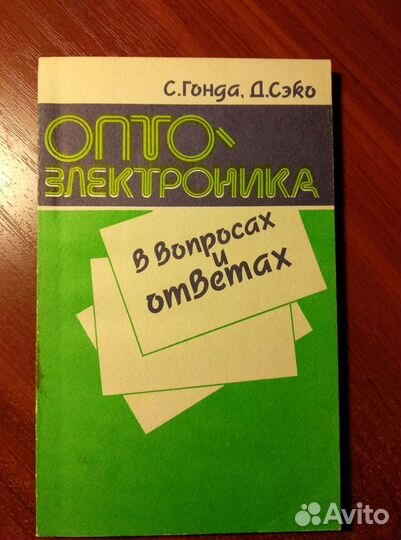 С.Гонда, Д.Сэко
ОПТО-
ЭЛЕКТРОНИКА
в вопросах
и
ответах
Avito